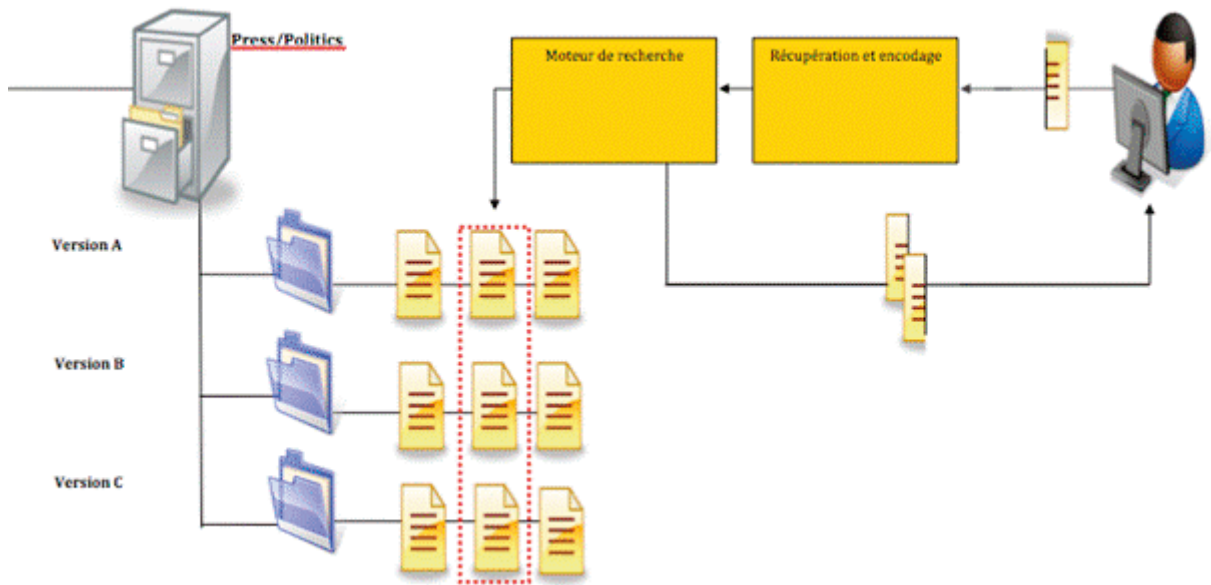 Press/Politics
Moteur de recherche
Récupération et encodage
Version A
Version B
Version C